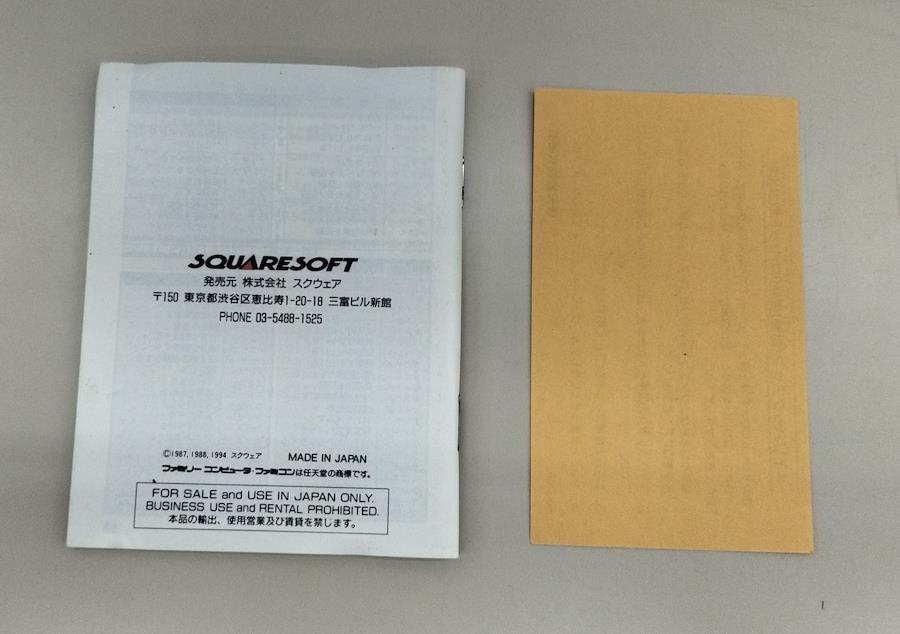 SQUARESOFT
発売元 株式会社 スクウェア
〒150 東京都渋谷区恵比寿1-20-18 三富ビル新館
PHONE 03-5488-1525
©1987, 1988, 1994 スクウェア MADE IN JAPAN
ファミリーコンピュータ・ファミコンは任天堂の商標です。
FOR SALE and USE IN JAPAN ONLY.
BUSINESS USE and RENTAL PROHIBITED.
本品の輸出、使用営業及び賃貸を禁じます。